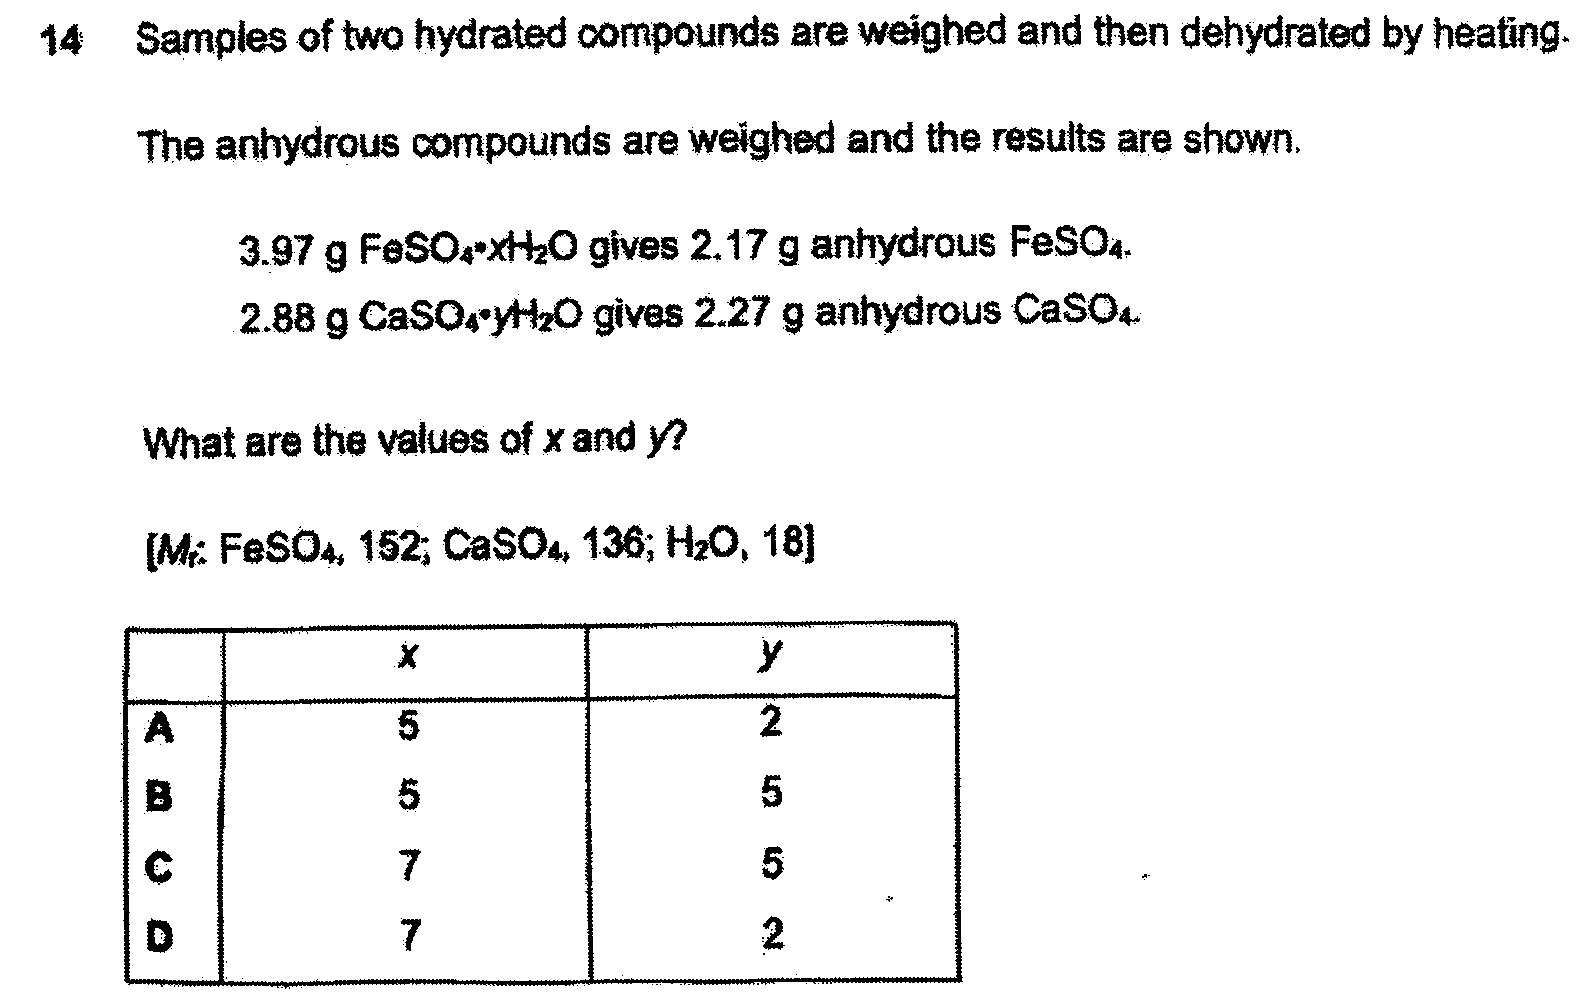 14 Samples of two hydrated compounds are weighed and then dehydrated by heating.
The anhydrous compounds are weighed and the results are shown.
3.97 g FeSO₄•xH₂O gives 2.17 g anhydrous FeSO₄.
2.88 g CaSO₄•yH₂O gives 2.27 g anhydrous CaSO₄.
What are the values of x and y?
[Mᵣ: FeSO₄, 152; CaSO₄, 136; H₂O, 18]
x y
A 5 2
B 5 5
C 7 5
D 7 2